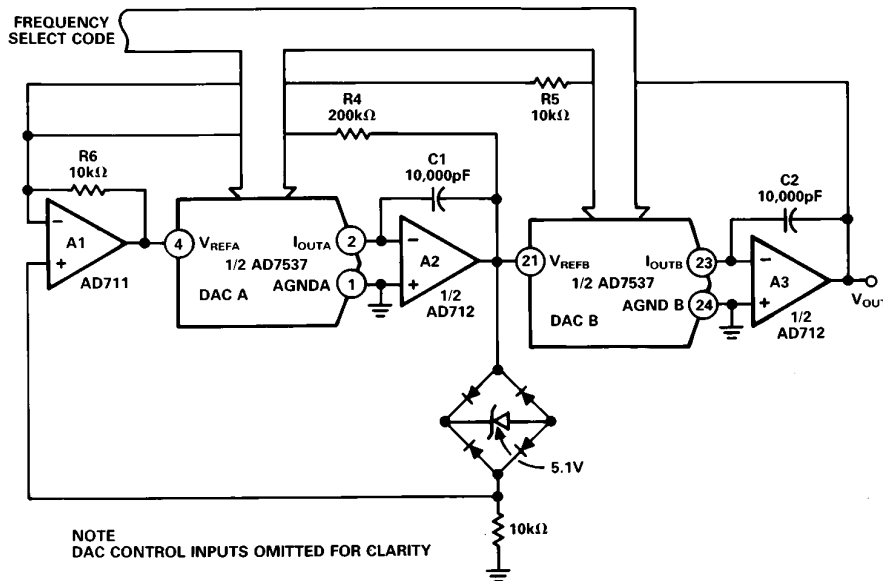 FREQUENCY
SELECT CODE
R4
200kΩ
R5
10kΩ
R6
10kΩ
C1
10,000pF
C2
10,000pF
−
A1
+
AD711
4
VREFA
IOUTA
2
1/2 AD7537
AGNDA
1
DAC A
−
A2
+
1/2
AD712
21
VREFB
IOUTB
23
1/2 AD7537
AGND B
24
DAC B
−
A3
+
1/2
AD712
VOUT
5.1V
10kΩ
NOTE
DAC CONTROL INPUTS OMITTED FOR CLARITY